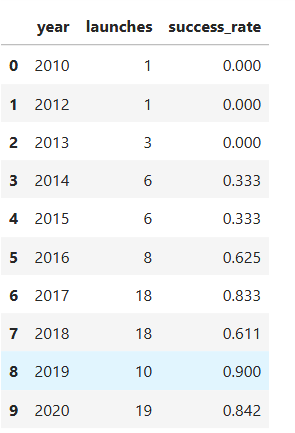 year launches success_rate
0 2010 1 0.000
1 2012 1 0.000
2 2013 3 0.000
3 2014 6 0.333
4 2015 6 0.333
5 2016 8 0.625
6 2017 18 0.833
7 2018 18 0.611
8 2019 10 0.900
9 2020 19 0.842